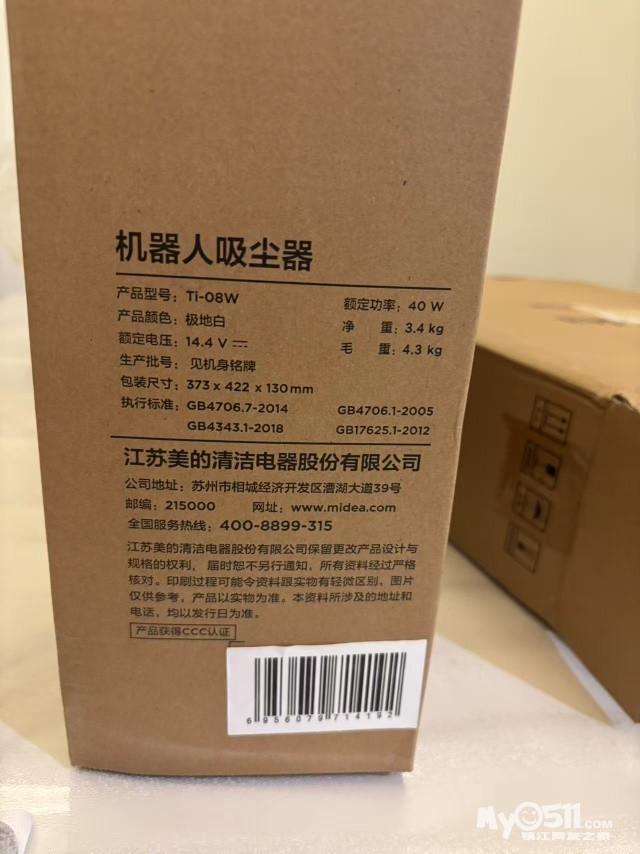 机器人吸尘器
产品型号：TI-08W 额定功率：40 W
产品颜色：极地白 净 重：3.4 kg
额定电压：14.4 V 毛 重：4.3 kg
生产批号：见机身铭牌
包装尺寸：373 x 422 x 130mm
执行标准：GB4706.7-2014 GB4706.1-2005
GB4343.1-2018 GB17625.1-2012
江苏美的清洁电器股份有限公司
公司地址：苏州市相城经济开发区漕湖大道39号
邮编：215000 网址：www.midea.com
全国服务热线：400-8899-315
江苏美的清洁电器股份有限公司保留更改产品设计与
规格的权利，届时恕不另行通知，所有资料经过严格
核对。印刷过程可能令资料跟实物有轻微区别，图片
仅供参考，产品以实物为准。本资料所涉及的地址和
电话，均以发行日为准。
产品获得CCC认证
6956079714192
My0511.COM
镇江网友之家